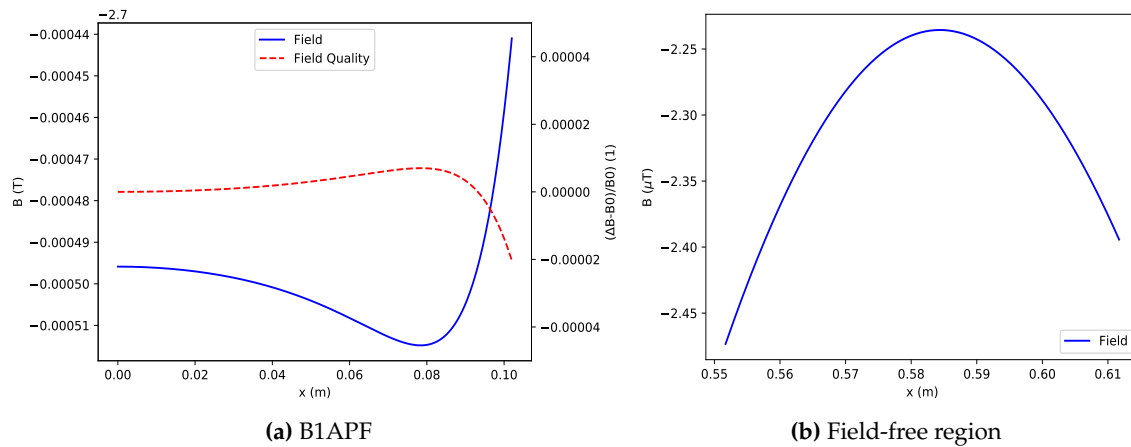 −2.7
−0.00044
−0.00045
−0.00046
−0.00047
−0.00048
−0.00049
−0.00050
−0.00051
B (T)
Field
Field Quality
0.00004
0.00002
0.00000
−0.00002
−0.00004
(ΔB-B0)/B0) (1)
0.00 0.02 0.04 0.06 0.08 0.10
x (m)
(a) B1APF
−2.25
−2.30
−2.35
−2.40
−2.45
B (μT)
Field
0.55 0.56 0.57 0.58 0.59 0.60 0.61
x (m)
(b) Field-free region